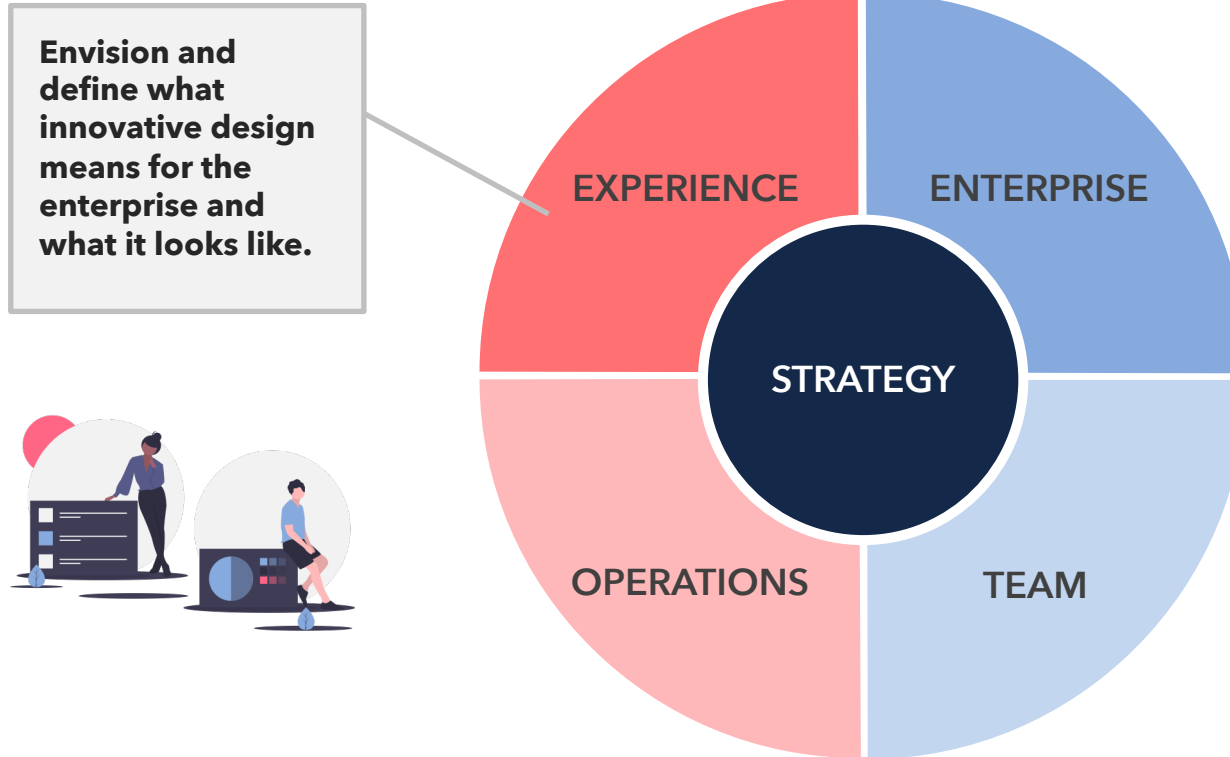 Envision and
define what
innovative design
means for the
enterprise and
what it looks like.
EXPERIENCE
ENTERPRISE
STRATEGY
OPERATIONS
TEAM